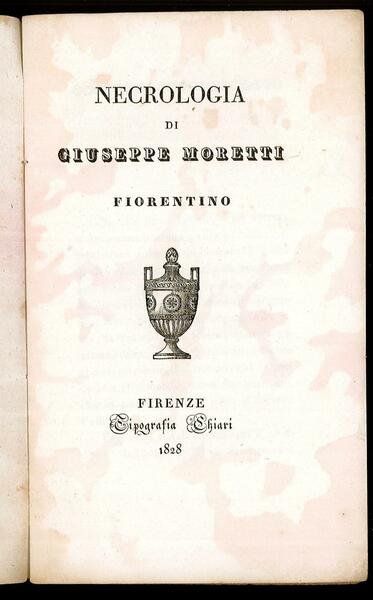 NECROLOGIA
DI
GIUSEPPE MORETTI
FIORENTINO
FIRENZE
Tipografia Chiari
1828